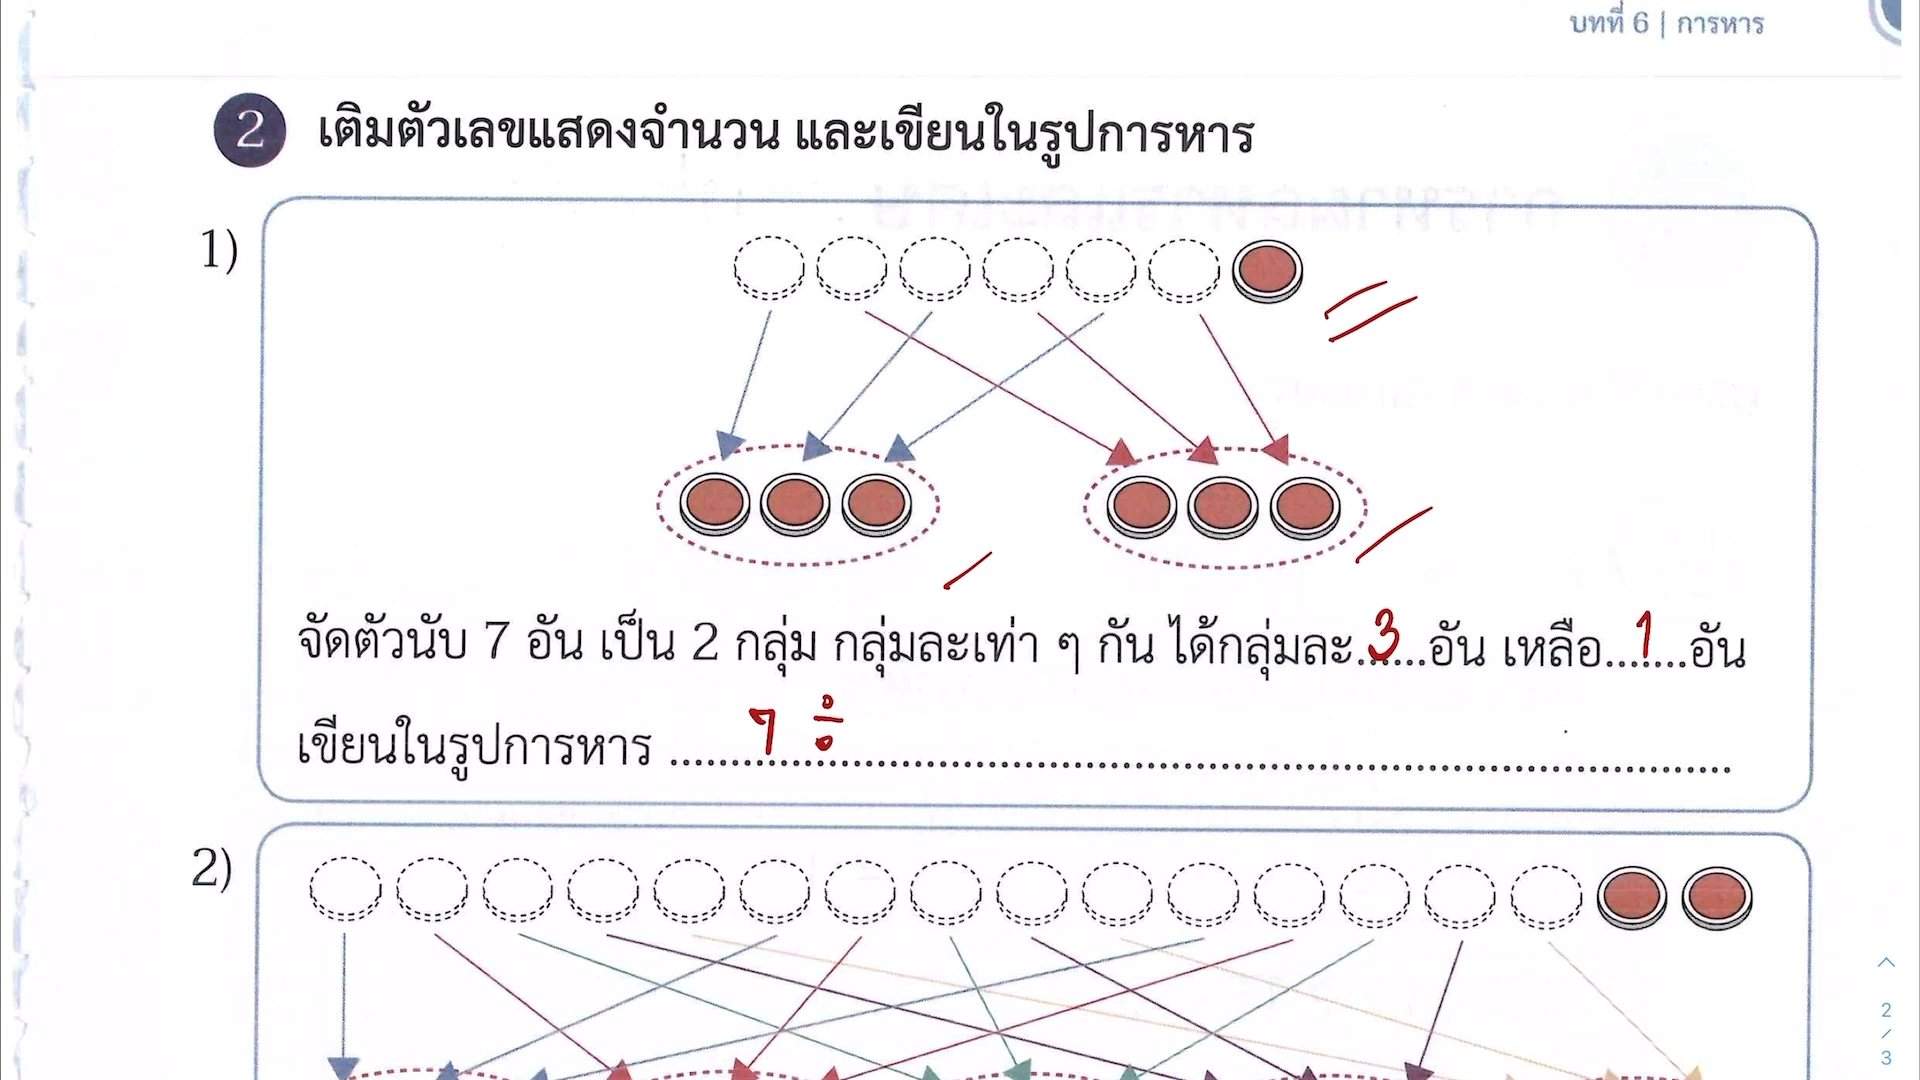 บทที่ 6 | การหาร
2 เติมตัวเลขแสดงจำนวน และเขียนในรูปการหาร
1)
จัดตัวนับ 7 อัน เป็น 2 กลุ่ม กลุ่มละเท่า ๆ กัน ได้กลุ่มละ...3...อัน เหลือ...1...อัน
เขียนในรูปการหาร ..... 7 ÷ .....
2)
2
/
3